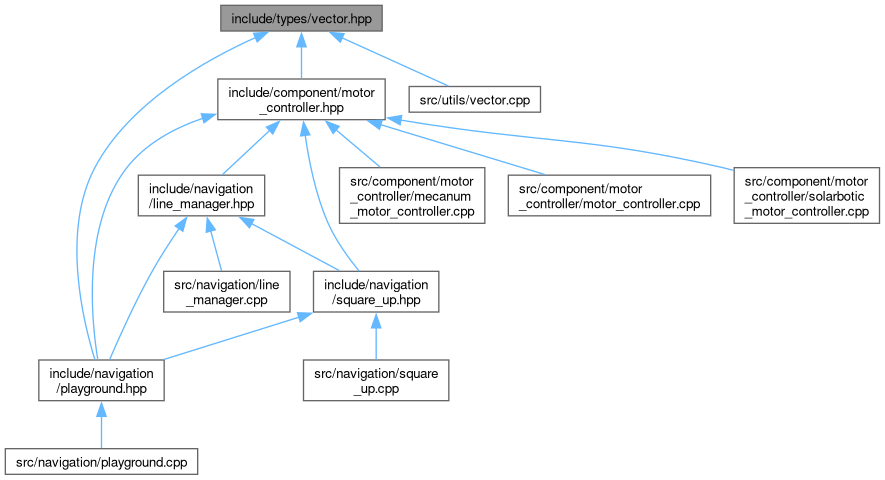 include/types/vector.hpp
include/component/motor
_controller.hpp
src/utils/vector.cpp
include/navigation
/line_manager.hpp
src/component/motor
_controller/mecanum
_motor_controller.cpp
src/component/motor
_controller/motor_controller.cpp
src/component/motor
_controller/solarbotic
_motor_controller.cpp
src/navigation/line
_manager.cpp
include/navigation
/square_up.hpp
include/navigation
/playground.hpp
src/navigation/square
_up.cpp
src/navigation/playground.cpp